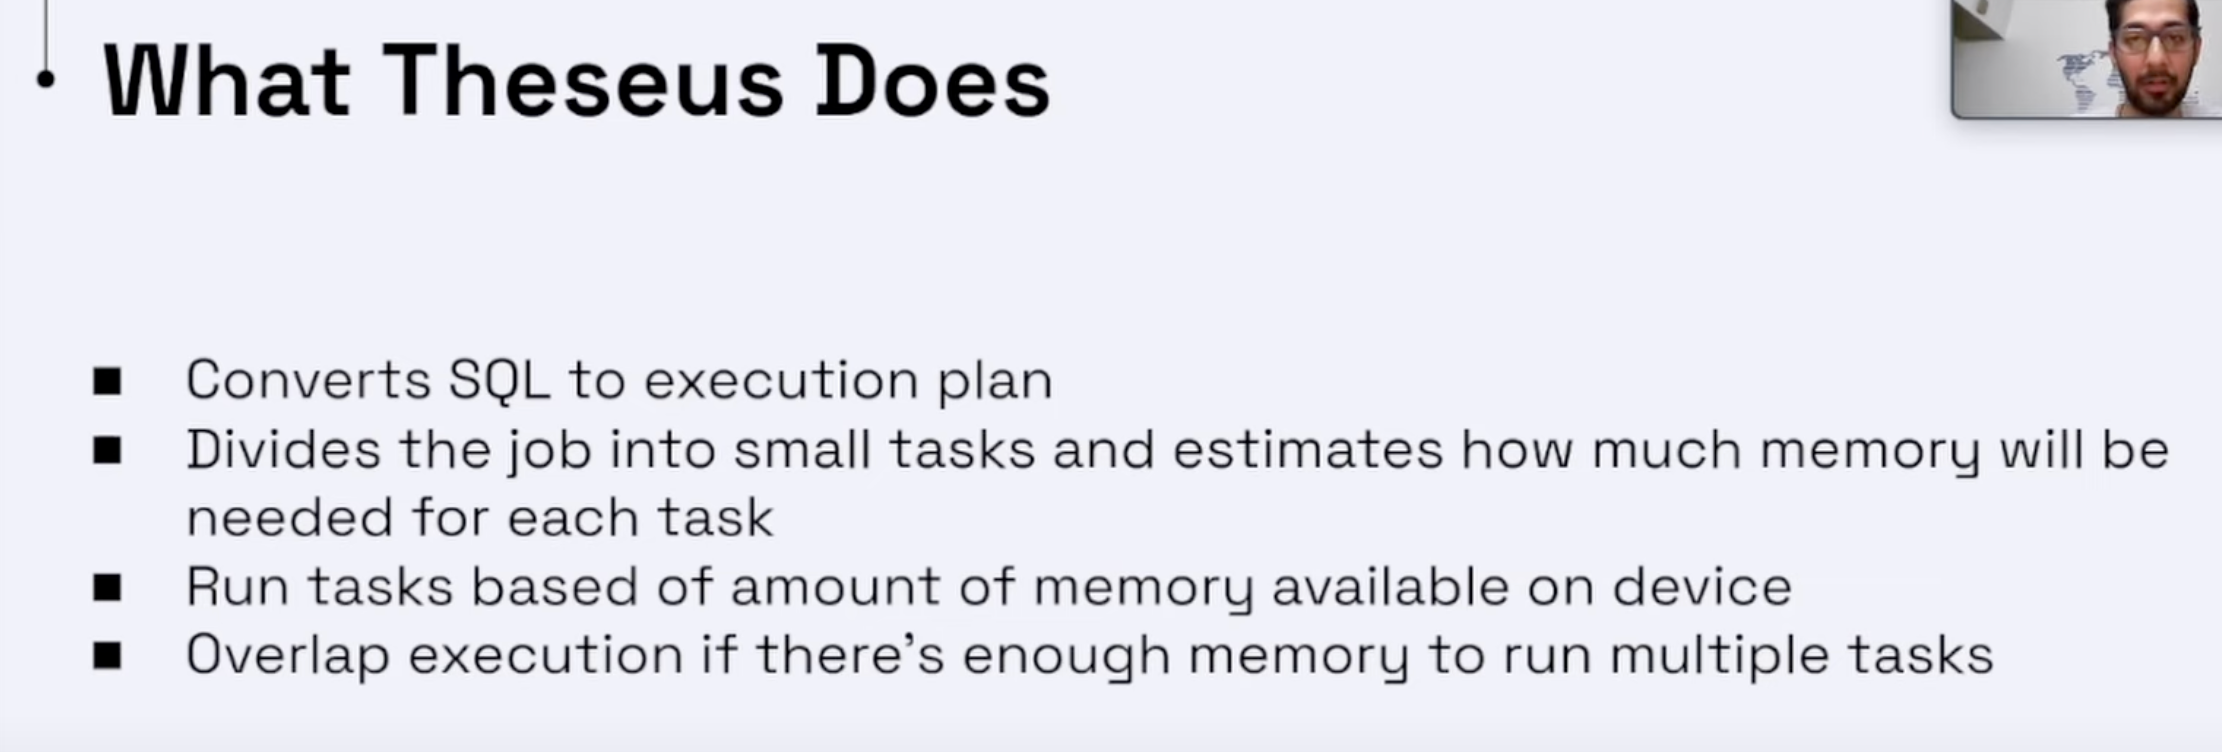 What Theseus Does
Converts SQL to execution plan
Divides the job into small tasks and estimates how much memory will be
needed for each task
Run tasks based of amount of memory available on device
Overlap execution if there's enough memory to run multiple tasks